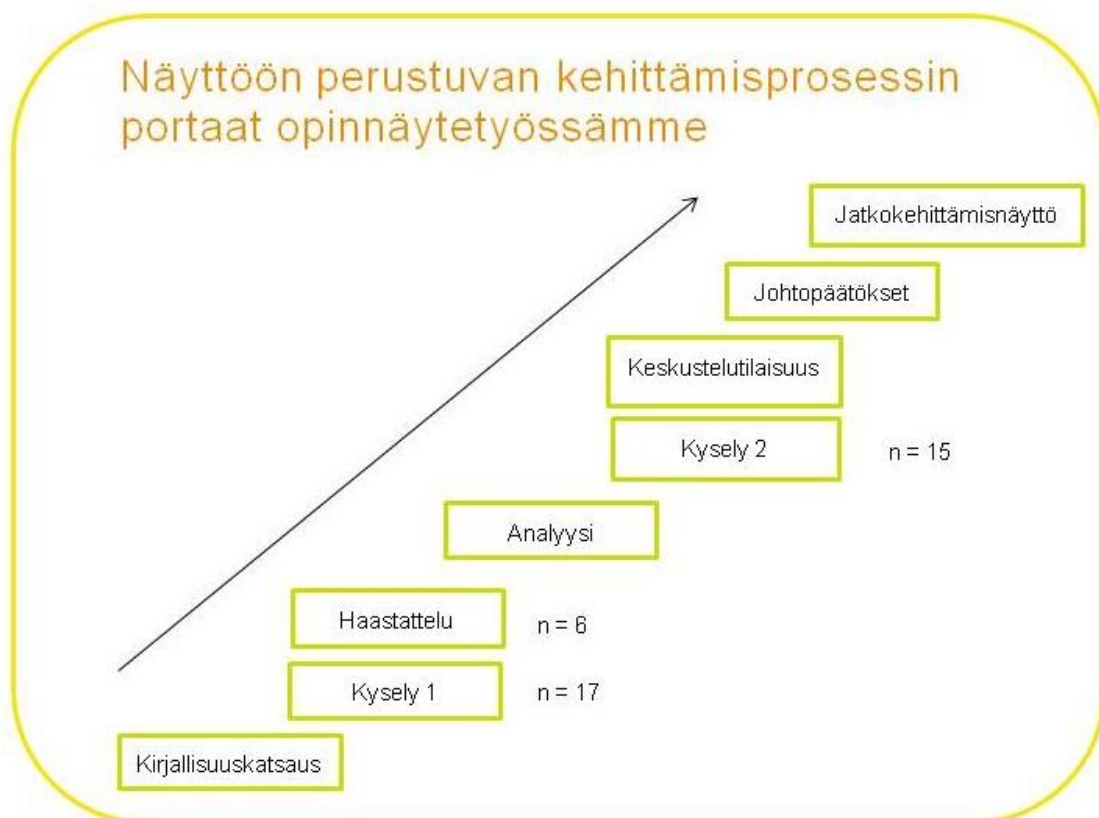 Näyttöön perustuvan kehittämisprosessin
portaat opinnäytetyössämme
Jatkokehittämisnäyttö
Johtopäätökset
Keskustelutilaisuus
Kysely 2
n = 15
Analyysi
Haastattelu
n = 6
Kysely 1
n = 17
Kirjallisuuskatsaus